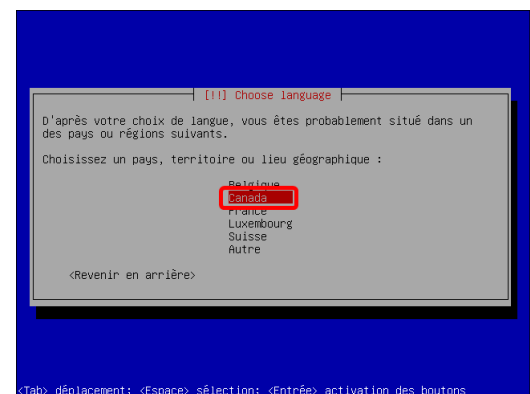 [!!] Choose language
D'après votre choix de langue, vous êtes probablement situé dans un
des pays ou régions suivants.
Choisissez un pays, territoire ou lieu géographique :
Belgique
Canada
France
Luxembourg
Suisse
Autre
<Revenir en arrière>
<Tab> déplacement; <Espace> sélection; <Entrée> activation des boutons